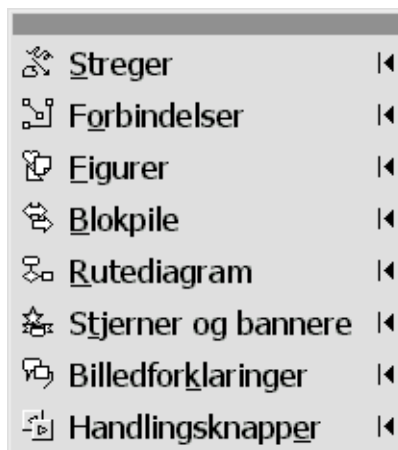 Streger
Forbindelser
Figurer
Blokpile
Rutediagram
Stjerner og bannere
Billedforklaringer
Handlingsknapper